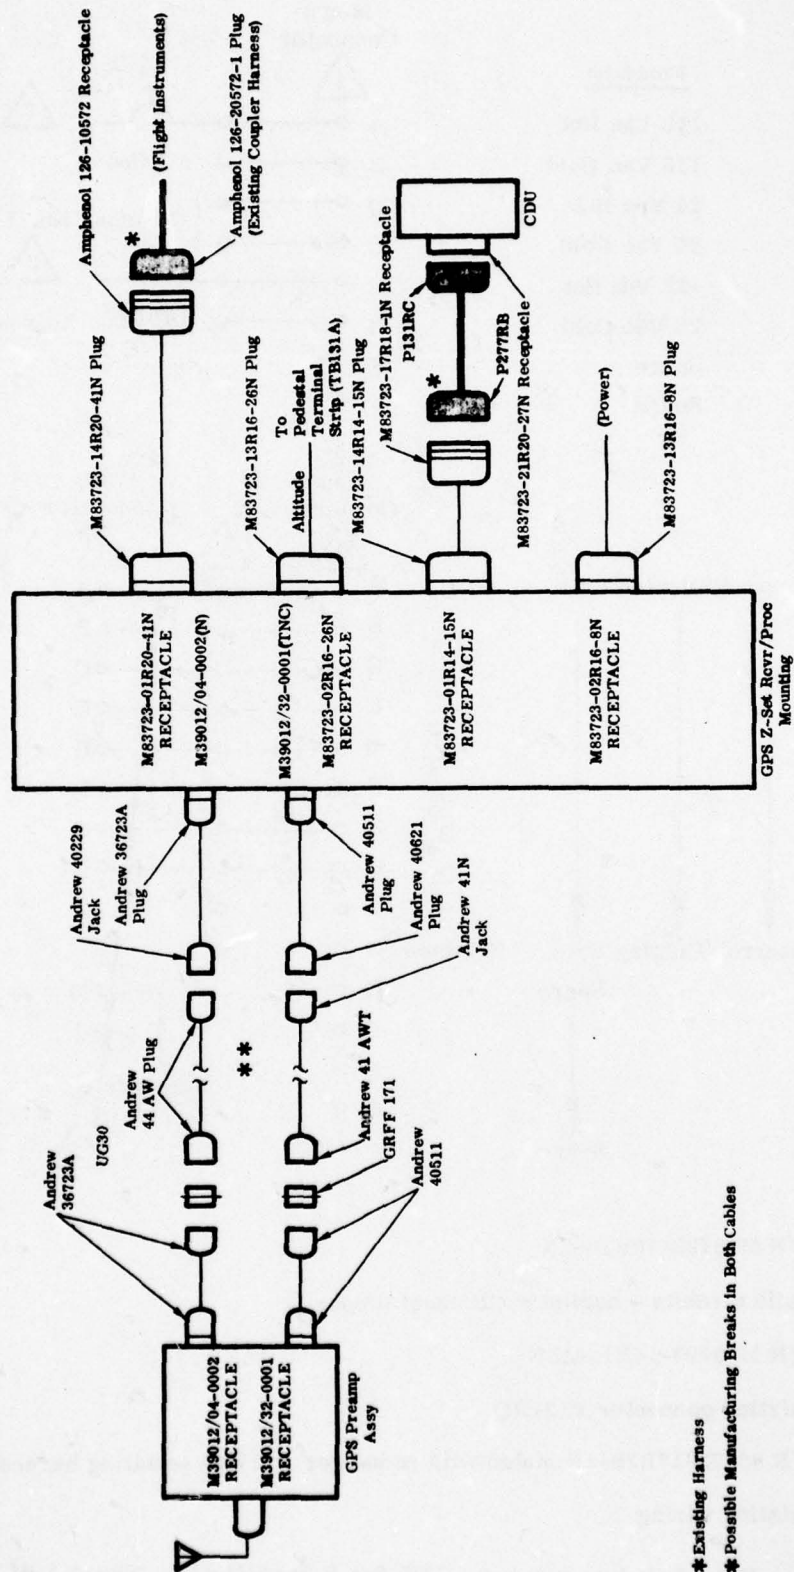 Amphenol 126-10572 Receptacle
M83723-14R20-41N Plug
*
(Flight Instruments)
Amphenol 126-20572-1 Plug
(Existing Coupler Harness)
M83723-13R16-26N Plug
Altitude
To
Pedestal
Terminal
Strip (TB131A)
M83723-14R14-15N Plug
M83723-17R18-1N Receptacle
P131RC
*
P277RB
CDU
M83723-21R20-27N Receptacle
(Power)
M83723-13R16-8N Plug
M83723-01R20-41N
RECEPTACLE
M39012/04-0002(N)
M39012/32-0001(TNC)
M83723-02R16-26N
RECEPTACLE
M83723-01R14-15N
RECEPTACLE
M83723-02R16-8N
RECEPTACLE
GPS Z-Set Rcvr/Proc
Mounting
Andrew 40229
Jack
Andrew 36723A
Plug
Andrew 40511
Plug
Andrew 40621
Plug
Andrew 41N
Jack
Andrew
44 AW Plug
**
UG30
Andrew 41 AWT
GRFF 171
Andrew
36723A
Andrew
40511
M39012/04-0002
RECEPTACLE
M39012/32-0001
RECEPTACLE
GPS Preamp
Assy
* Existing Harness
* Possible Manufacturing Breaks in Both Cables